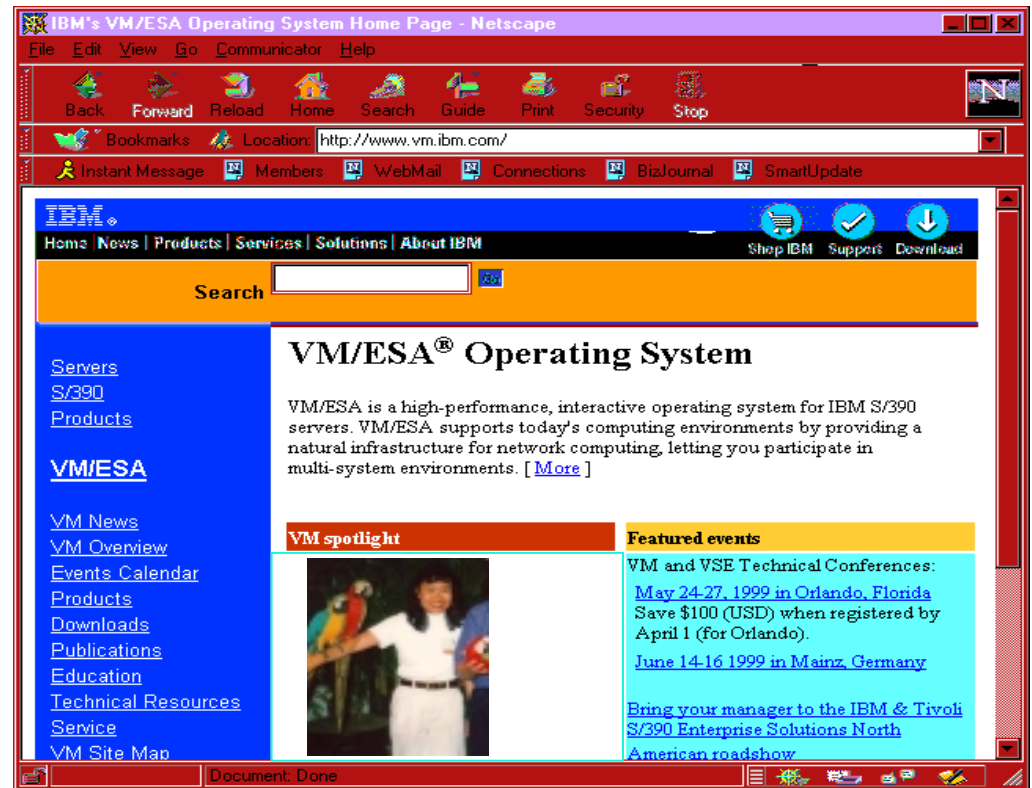 IBM's VM/ESA Operating System Home Page - Netscape
File Edit View Go Communicator Help
Back Forward Reload Home Search Guide Print Security Stop
N
Bookmarks Location: http://www.vm.ibm.com/
Instant Message Members WebMail Connections BizJournal SmartUpdate
IBM®
Home | News | Products | Services | Solutions | About IBM
Shop IBM Support Download
Search Go
Servers
S/390
Products
VM/ESA
VM News
VM Overview
Events Calendar
Products
Downloads
Publications
Education
Technical Resources
Service
VM Site Map
VM/ESA® Operating System
VM/ESA is a high-performance, interactive operating system for IBM S/390
servers. VM/ESA supports today's computing environments by providing a
natural infrastructure for network computing, letting you participate in
multi-system environments. [ More ]
VM spotlight
Featured events
VM and VSE Technical Conferences:
May 24-27, 1999 in Orlando, Florida
Save $100 (USD) when registered by
April 1 (for Orlando).
June 14-16 1999 in Mainz, Germany
Bring your manager to the IBM & Tivoli
S/390 Enterprise Solutions North
American roadshow
Document: Done